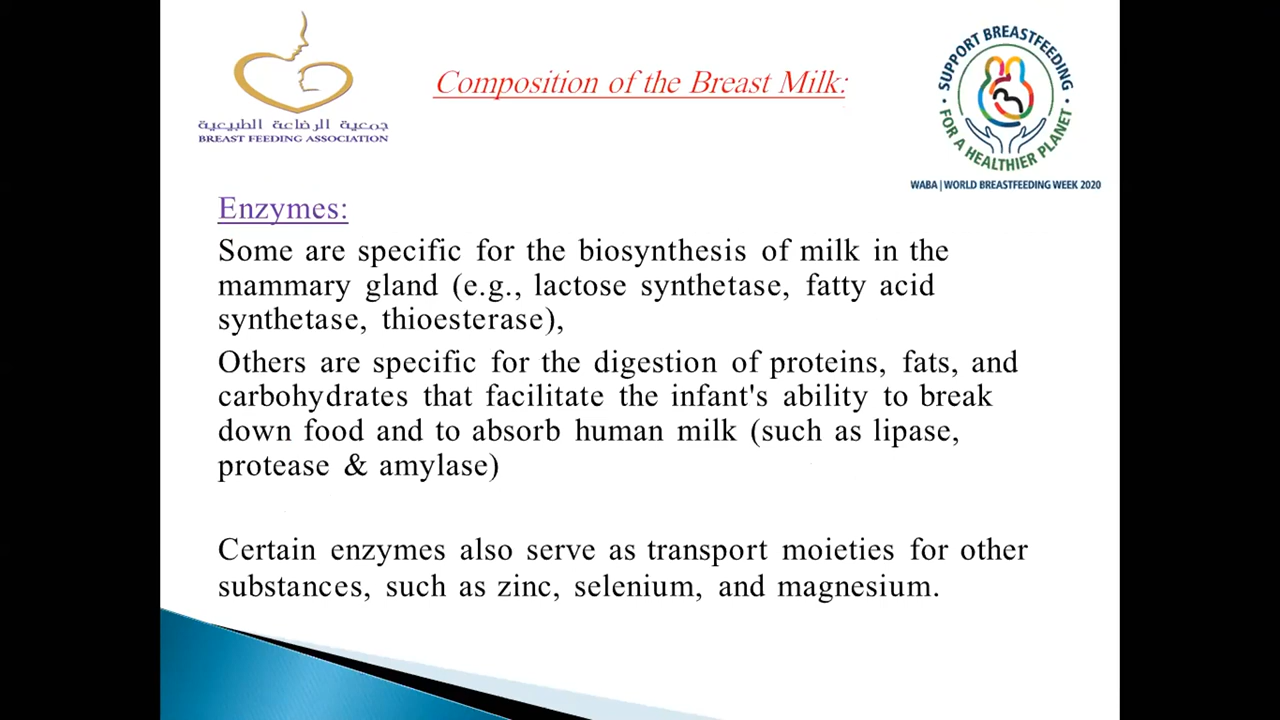 Composition of the Breast Milk:
جمعية الرضاعة الطبيعية
BREAST FEEDING ASSOCIATION
SUPPORT BREASTFEEDING
FOR A HEALTHIER PLANET
WABA | WORLD BREASTFEEDING WEEK 2020
Enzymes:
Some are specific for the biosynthesis of milk in the
mammary gland (e.g., lactose synthetase, fatty acid
synthetase, thioesterase),
Others are specific for the digestion of proteins, fats, and
carbohydrates that facilitate the infant's ability to break
down food and to absorb human milk (such as lipase,
protease & amylase)
Certain enzymes also serve as transport moieties for other
substances, such as zinc, selenium, and magnesium.